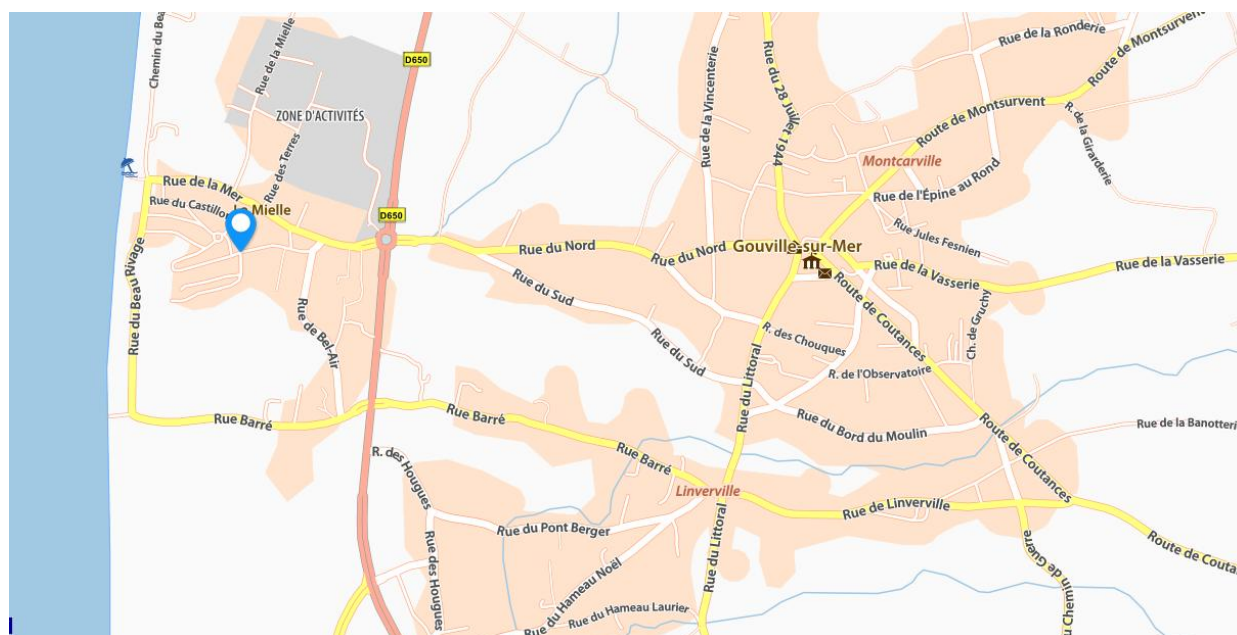 Chemin du Beau
Rue de la Mielle
D650
ZONE D'ACTIVITÉS
Rue des Terres
Rue de la Mer
Rue du Castillon
Mielle
D650
Rue du Beau Rivage
Rue de Bel-Air
Rue Barré
Rue du Nord
Rue du Nord
Rue du Sud
Rue du Sud
Rue de la Vincenterie
Rue du 28 Juillet 1944
Rue de la Ronderie
Route de Montsurvent
Route de Montsurvent
R. de la Girarderie
Montcarville
Rue de l'Épine au Rond
Rue Jules Fesnien
Gouville-sur-Mer
Rue de la Vasserie
Rue de la Vasserie
Route de Coutances
Ch. de Gruchy
R. des Chouques
R. de l'Observatoire
Rue du Littoral
Rue du Bord du Moulin
Route de Coutances
Rue de la Banotteri
Rue Barré
Rue Barré
Linverville
Rue de Linverville
R. des Hougues
Rue du Pont Berger
Rue des Hougues
Rue du Hameau Noël
Rue du Hameau Laurier
Rue du Littoral
u Chemin de Guerre
Route de Couta